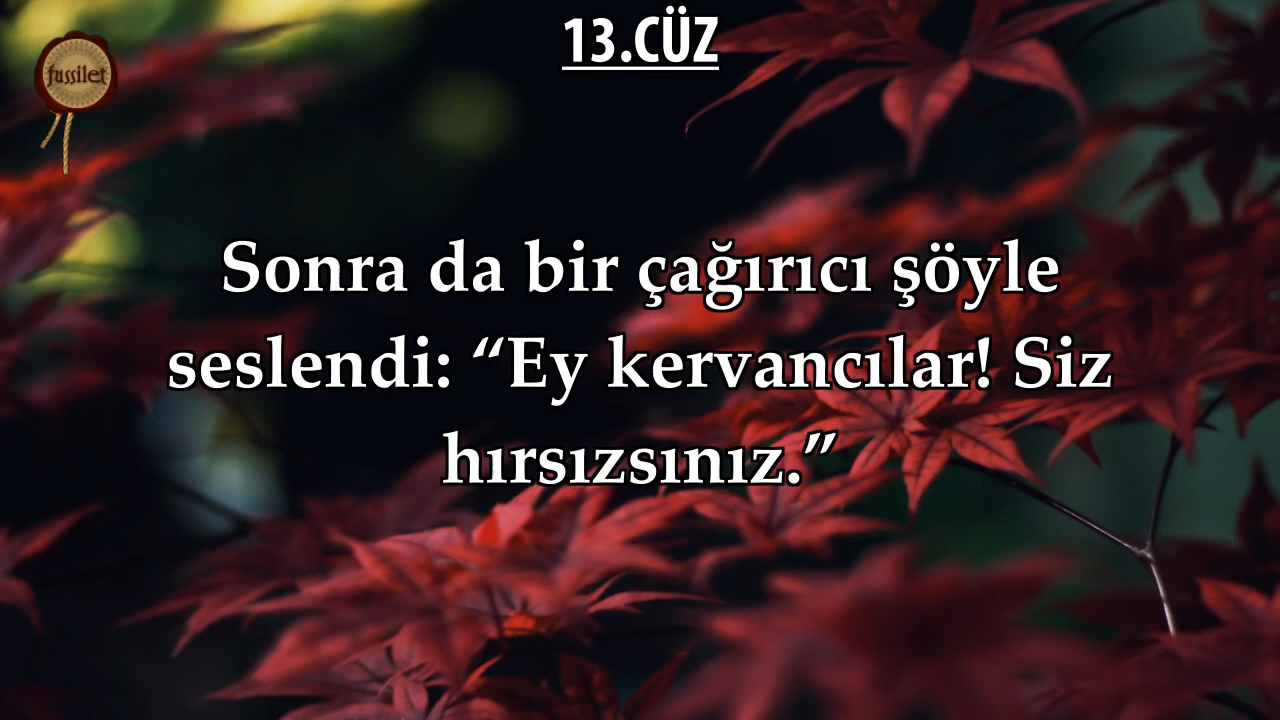 13.CÜZ
fussilet
Sonra da bir çağırıcı şöyle
seslendi: “Ey kervancılar! Siz
hırsızsınız.”